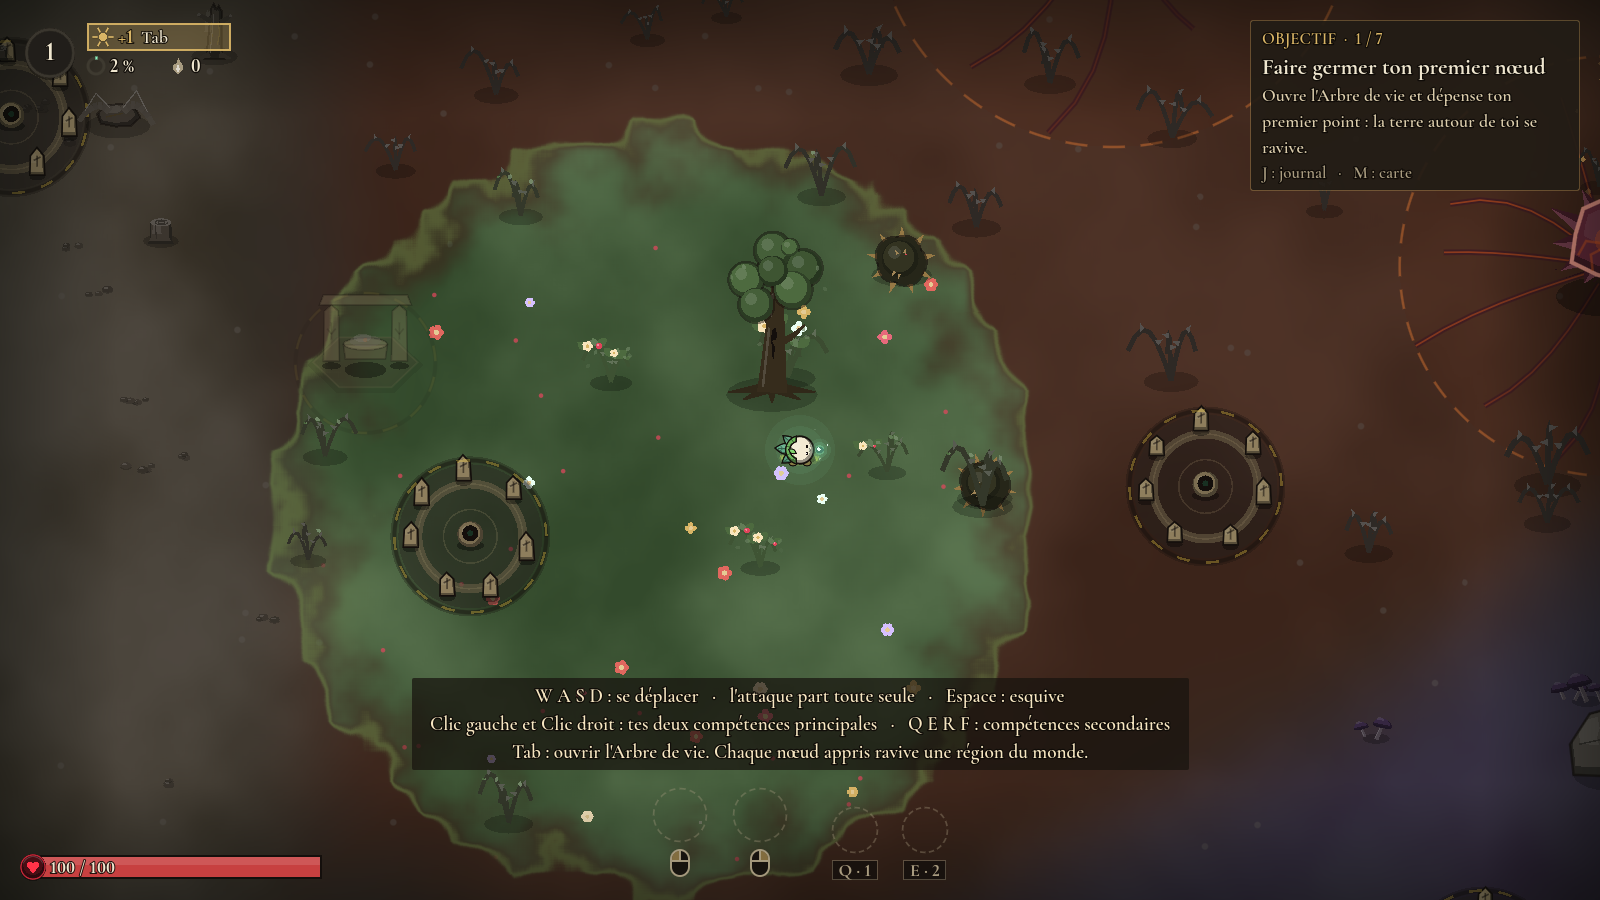 1
+1 Tab
2 %
0
OBJECTIF · 1 / 7
Faire germer ton premier nœud
Ouvre l'Arbre de vie et dépense ton
premier point : la terre autour de toi se
ravive.
J : journal · M : carte
W A S D : se déplacer · l'attaque part toute seule · Espace : esquive
Clic gauche et Clic droit : tes deux compétences principales · Q E R F : compétences secondaires
Tab : ouvrir l'Arbre de vie. Chaque nœud appris ravive une région du monde.
100 / 100
Q · 1
E · 2